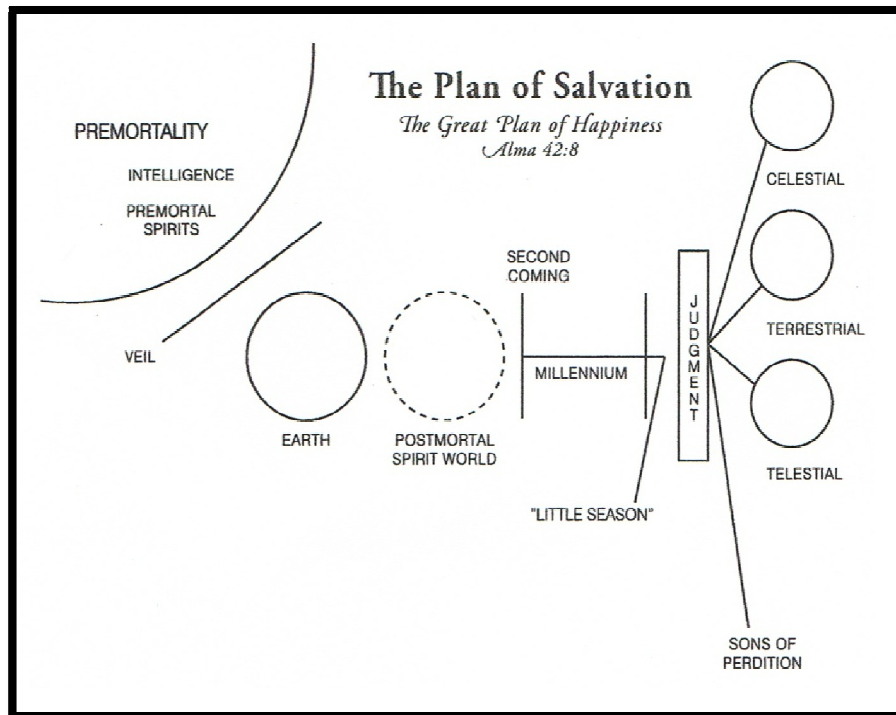 The Plan of Salvation
The Great Plan of Happiness
Alma 42:8
PREMORTALITY
INTELLIGENCE
PREMORTAL
SPIRITS
VEIL
EARTH
POSTMORTAL
SPIRIT WORLD
SECOND
COMING
MILLENNIUM
"LITTLE SEASON"
JUDGMENT
CELESTIAL
TERRESTRIAL
TELESTIAL
SONS OF
PERDITION